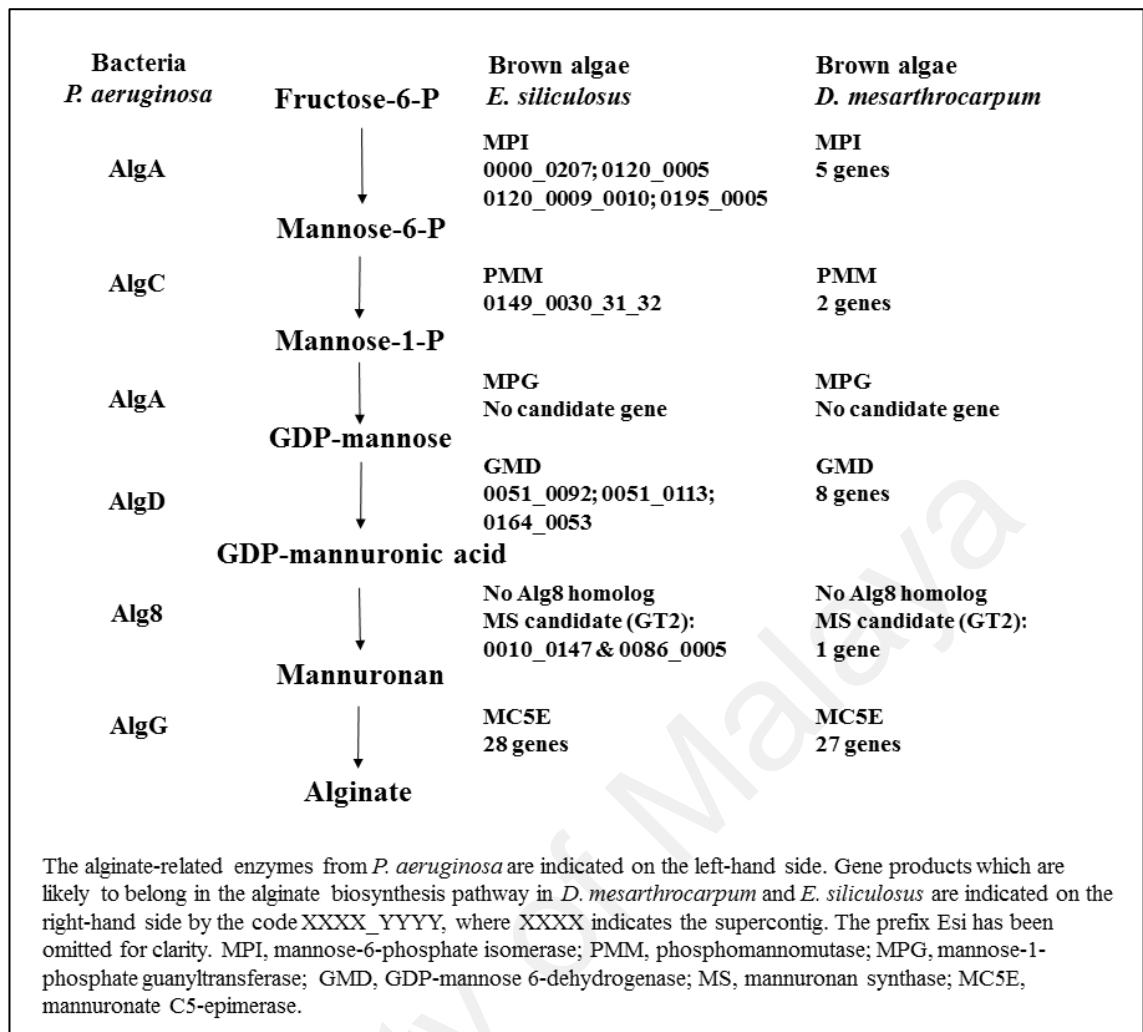 Bacteria
P. aeruginosa
Fructose-6-P
Brown algae
E. siliculosus
Brown algae
D. mesarthrocarpum
AlgA
MPI
0000_0207; 0120_0005
0120_0009_0010; 0195_0005
MPI
5 genes
Mannose-6-P
AlgC
PMM
0149_0030_31_32
PMM
2 genes
Mannose-1-P
AlgA
MPG
No candidate gene
MPG
No candidate gene
GDP-mannose
AlgD
GMD
0051_0092; 0051_0113;
0164_0053
GMD
8 genes
GDP-mannuronic acid
Alg8
No Alg8 homolog
MS candidate (GT2):
0010_0147 & 0086_0005
No Alg8 homolog
MS candidate (GT2):
1 gene
Mannuronan
AlgG
MC5E
28 genes
MC5E
27 genes
Alginate
The alginate-related enzymes from P. aeruginosa are indicated on the left-hand side. Gene products which are
likely to belong in the alginate biosynthesis pathway in D. mesarthrocarpum and E. siliculosus are indicated on the
right-hand side by the code XXXX_YYYY, where XXXX indicates the supercontig. The prefix Esi has been
omitted for clarity. MPI, mannose-6-phosphate isomerase; PMM, phosphomannomutase; MPG, mannose-1-
phosphate guanyltransferase; GMD, GDP-mannose 6-dehydrogenase; MS, mannuronan synthase; MC5E,
mannuronate C5-epimerase.
y of Malaya